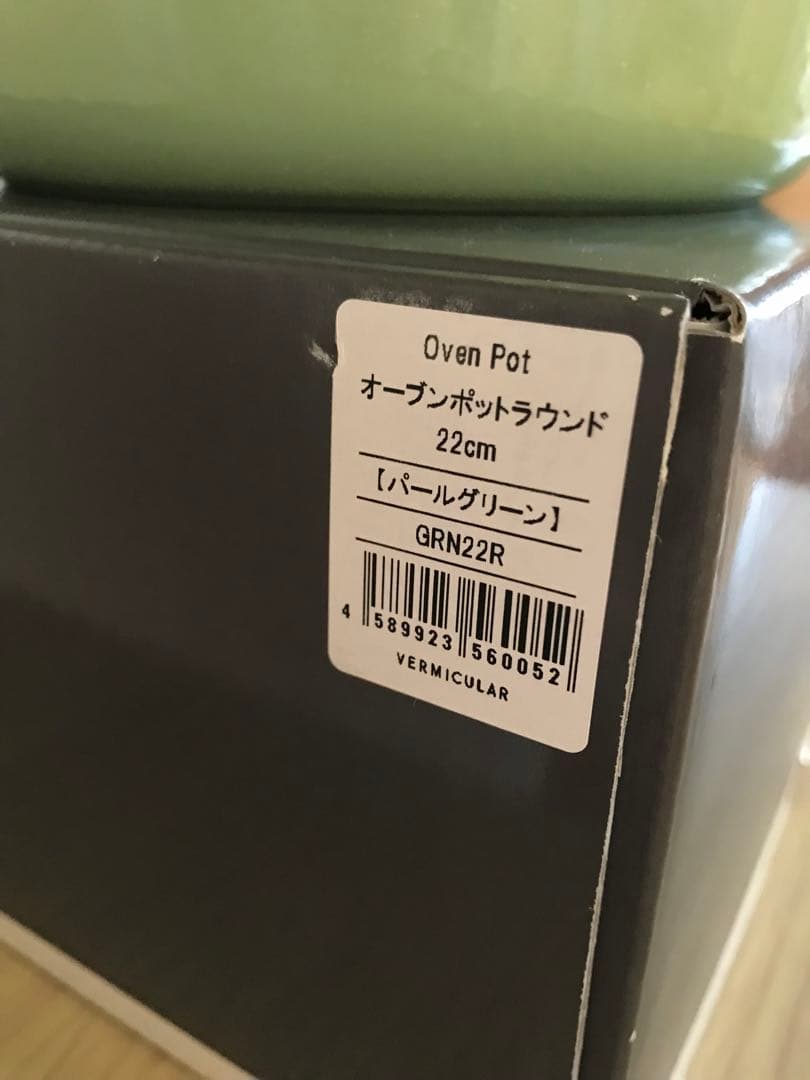 Oven Pot
オーブンポットラウンド
22cm
【パールグリーン】
GRN22R
4 589923 560052
VERMICULAR